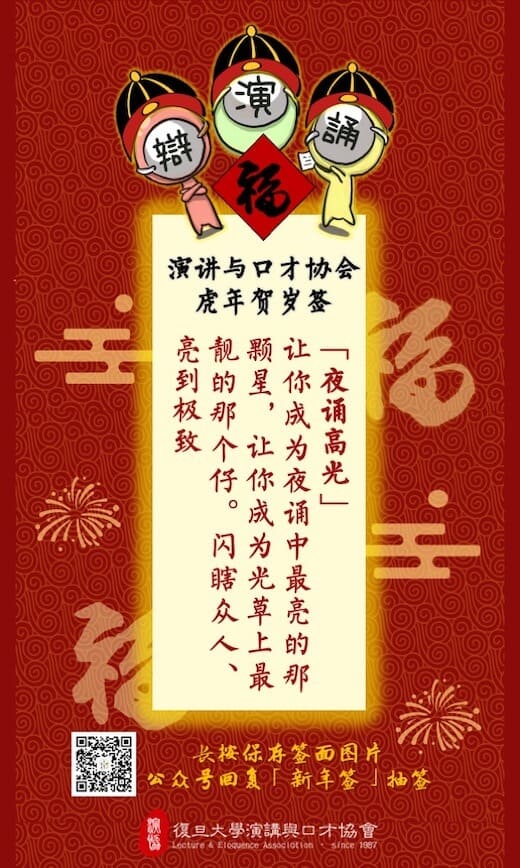 辯
演
誦
福
演讲与口才协会
虎年贺岁签
「夜诵高光」
让你成为夜诵中最亮的那
颗星，让你成为光草上最
靓的那个仔。闪瞎众人、
亮到极致
福
福
长按保存签面图片
公众号回复「新年签」抽签
復旦大學演講與口才協會
Lecture & Eloquence Association · since 1987